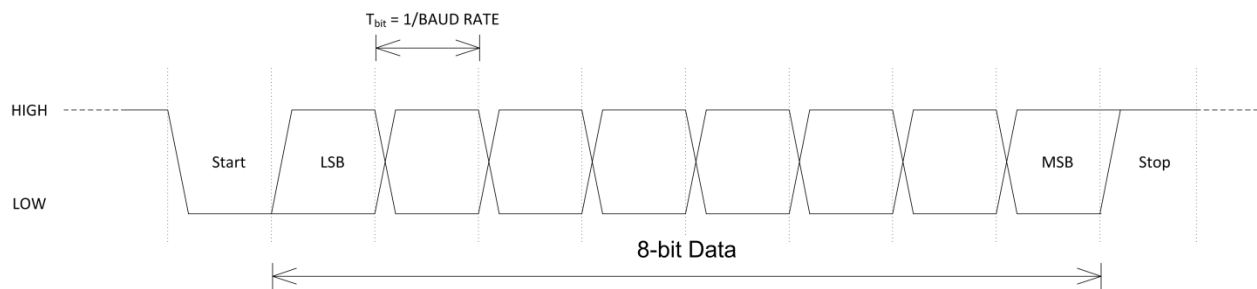 T_bit = 1/BAUD RATE
HIGH
Start
LSB
MSB
Stop
LOW
8-bit Data